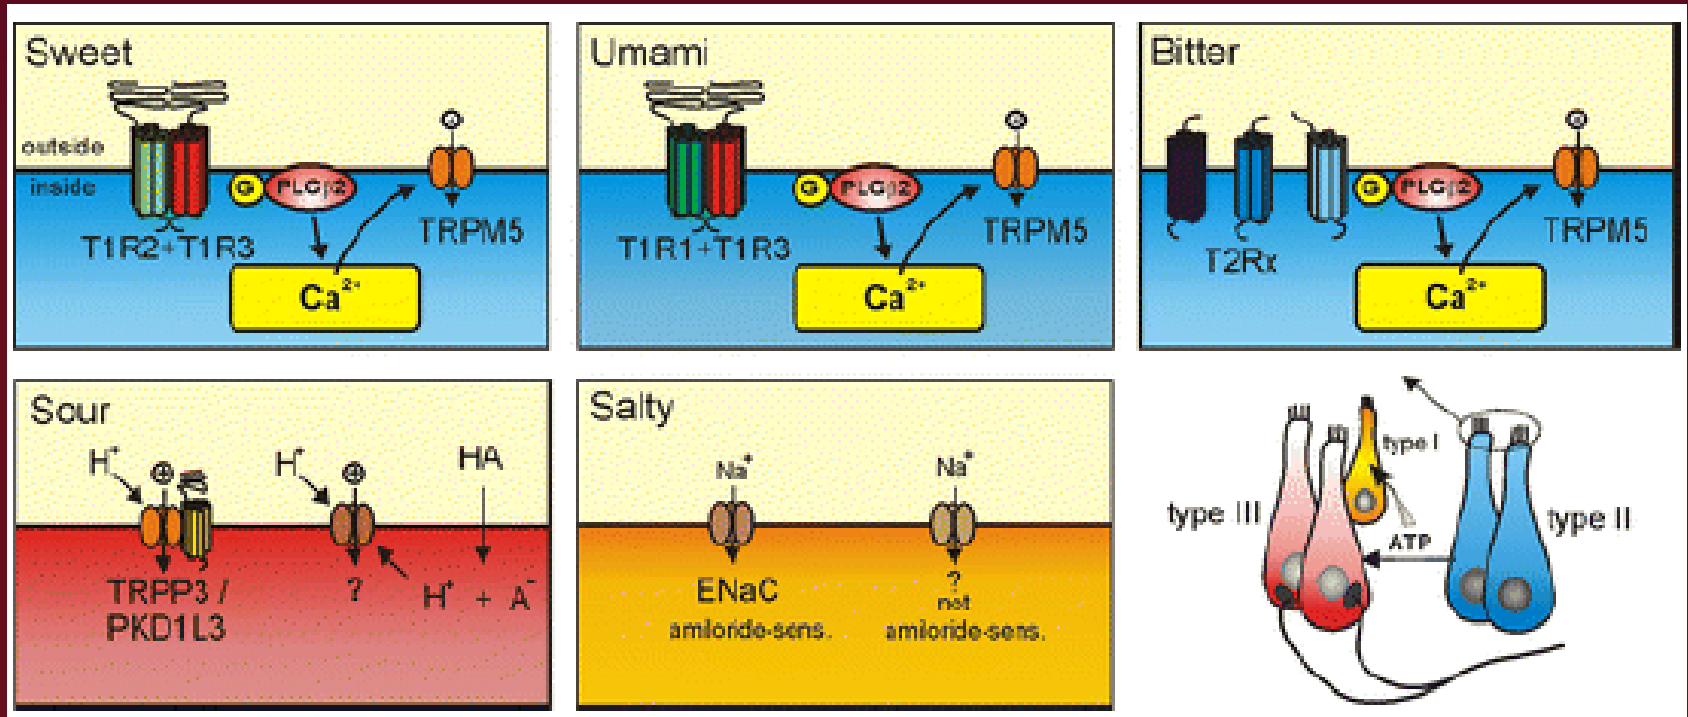 Sweet
outside
inside
G PLCβ2
T1R2+T1R3
TRPM5
Ca²⁺
Umami
G PLCβ2
T1R1+T1R3
TRPM5
Ca²⁺
Bitter
G PLCβ2
T2Rx
TRPM5
Ca²⁺
Sour
H⁺
+
H⁺
+
HA
TRPP3 /
PKD1L3
?
H⁺ + A⁻
Salty
Na⁺
Na⁺
ENaC
amiloride-sens.
?
not
amiloride-sens.
type I
type III
type II
ATP